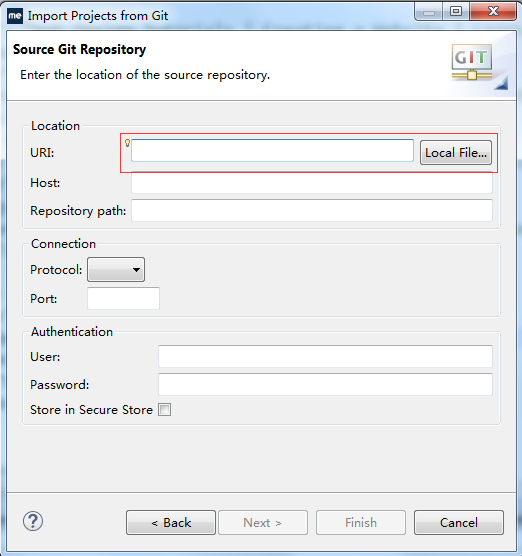 me Import Projects from Git
Source Git Repository
Enter the location of the source repository.
GIT
Location
URI:
Local File...
Host:
Repository path:
Connection
Protocol:
Port:
Authentication
User:
Password:
Store in Secure Store
?
< Back
Next >
Finish
Cancel